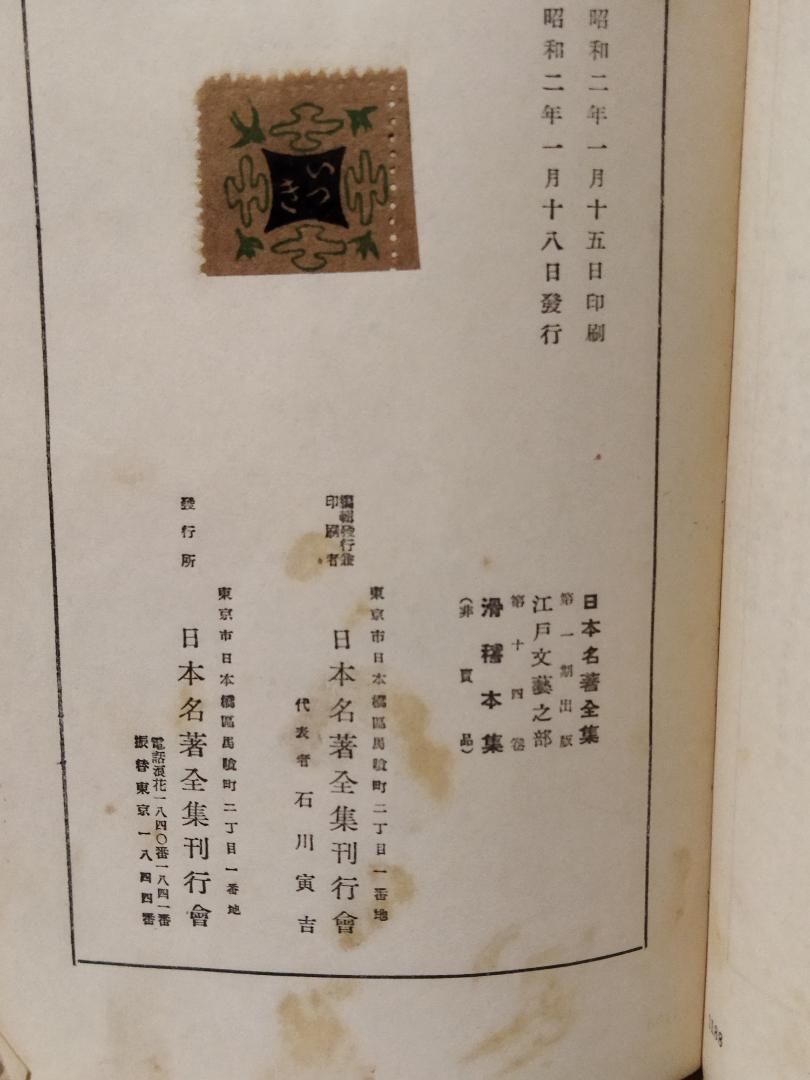 昭和二年一月十五日印刷
昭和二年一月十八日發行
いつき
日本名著全集
第一期出版
江戸文藝之部
第十四卷
滑稽本集
(非賣品)
東京市日本橋區馬喰町二丁目一番地
編輯發行兼
印刷者
日本名著全集刊行會
代表者 石川寅吉
東京市日本橋區馬喰町二丁目一番地
發行所
日本名著全集刊行會
電話浪花一八四〇番一八四一番
振替東京一八四四番